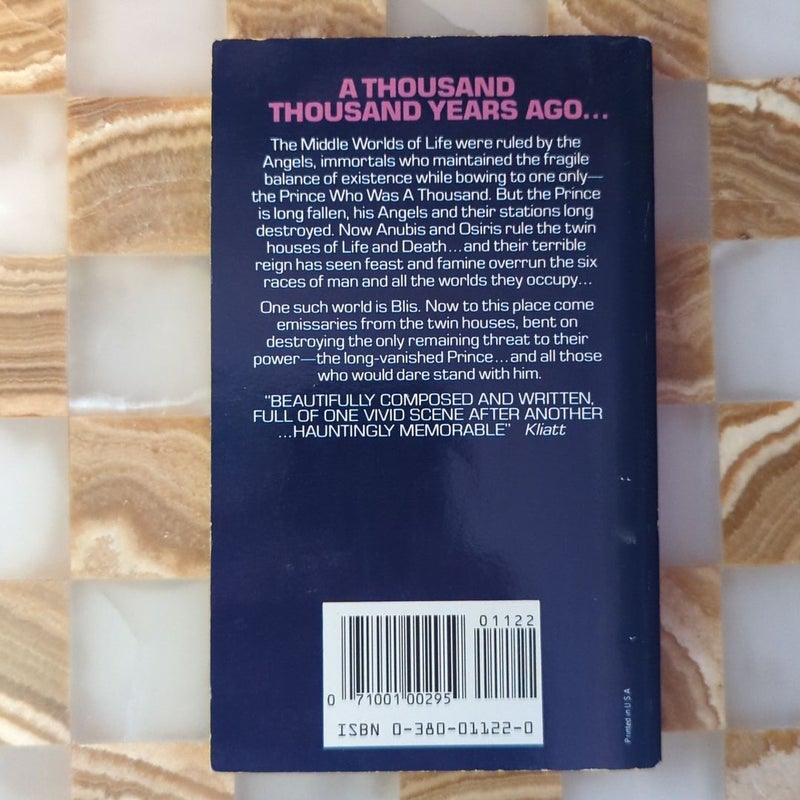 A THOUSAND
THOUSAND YEARS AGO...
The Middle Worlds of Life were ruled by the
Angels, immortals who maintained the fragile
balance of existence while bowing to one only—
the Prince Who Was A Thousand. But the Prince
is long fallen, his Angels and their stations long
destroyed. Now Anubis and Osiris rule the twin
houses of Life and Death...and their terrible
reign has seen feast and famine overrun the six
races of man and all the worlds they occupy...
One such world is Blis. Now to this place come
emissaries from the twin houses, bent on
destroying the only remaining threat to their
power—the long-vanished Prince...and all those
who would dare stand with him.
"BEAUTIFULLY COMPOSED AND WRITTEN,
FULL OF ONE VIVID SCENE AFTER ANOTHER
...HAUNTINGLY MEMORABLE" Kliatt
01122
0 71001 00295
ISBN 0-380-01122-0
Printed in U.S.A.